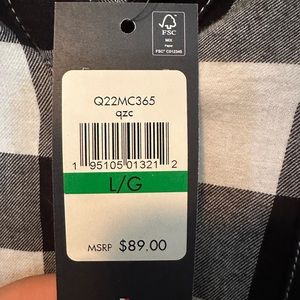 FSC
MIX
Paper
FSC® C012345
Q22MC365
qzc
1 95105 01321 2
L/G
MSRP $89.00